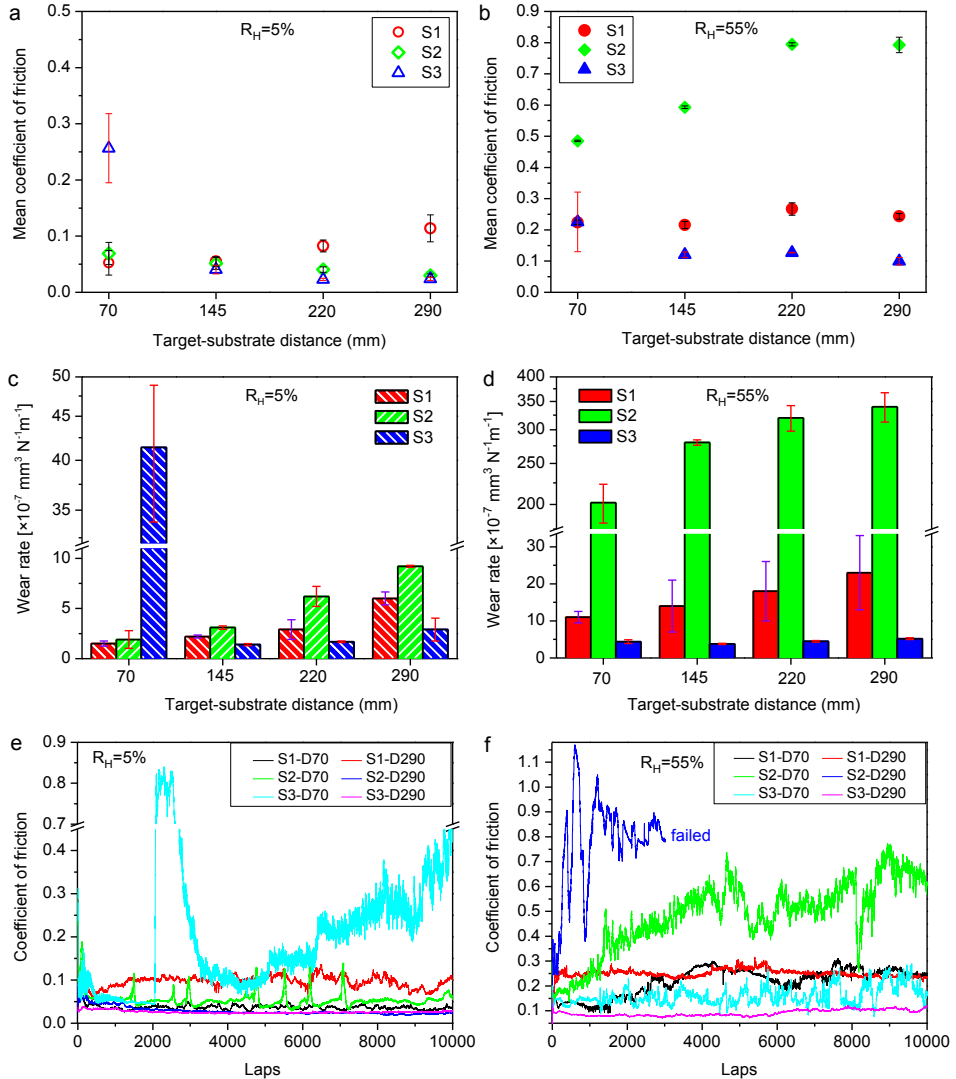 a
R_H=5%
S1
S2
S3
0.5
0.4
0.3
0.2
0.1
0.0
Mean coefficient of friction
70 145 220 290
Target-substrate distance (mm)
b
R_H=55%
S1
S2
S3
0.9
0.8
0.7
0.6
0.5
0.4
0.3
0.2
0.1
0.0
Mean coefficient of friction
70 145 220 290
Target-substrate distance (mm)
c
R_H=5%
S1
S2
S3
50
45
40
35
10
5
0
Wear rate [×10^-7 mm^3 N^-1m^-1]
70 145 220 290
Target-substrate distance (mm)
d
R_H=55%
S1
S2
S3
400
350
300
250
200
30
20
10
0
Wear rate [×10^-7 mm^3 N^-1m^-1]
70 145 220 290
Target-substrate distance (mm)
e
R_H=5%
S1-D70 S1-D290
S2-D70 S2-D290
S3-D70 S3-D290
0.9
0.8
0.7
0.4
0.3
0.2
0.1
0.0
Coefficient of friction
0 2000 4000 6000 8000 10000
Laps
f
R_H=55%
S1-D70 S1-D290
S2-D70 S2-D290
S3-D70 S3-D290
failed
1.1
1.0
0.9
0.8
0.7
0.6
0.5
0.4
0.3
0.2
0.1
Coefficient of friction
0 2000 4000 6000 8000 10000
Laps